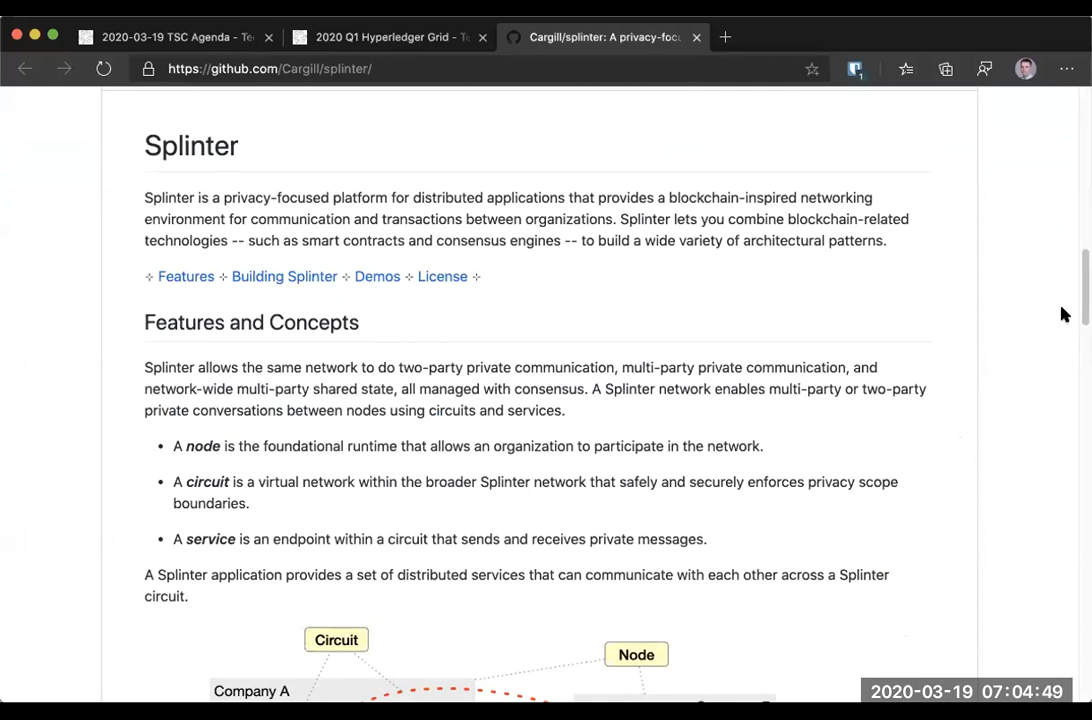 2020-03-19 TSC Agenda - Te
2020 Q1 Hyperledger Grid - Te
Cargill/splinter: A privacy-foc
https://github.com/Cargill/splinter/
Splinter
Splinter is a privacy-focused platform for distributed applications that provides a blockchain-inspired networking
environment for communication and transactions between organizations. Splinter lets you combine blockchain-related
technologies -- such as smart contracts and consensus engines -- to build a wide variety of architectural patterns.
⊹ Features ⊹ Building Splinter ⊹ Demos ⊹ License ⊹
Features and Concepts
Splinter allows the same network to do two-party private communication, multi-party private communication, and
network-wide multi-party shared state, all managed with consensus. A Splinter network enables multi-party or two-party
private conversations between nodes using circuits and services.
• A node is the foundational runtime that allows an organization to participate in the network.
• A circuit is a virtual network within the broader Splinter network that safely and securely enforces privacy scope
boundaries.
• A service is an endpoint within a circuit that sends and receives private messages.
A Splinter application provides a set of distributed services that can communicate with each other across a Splinter
circuit.
Circuit
Node
Company A
2020-03-19 07:04:49